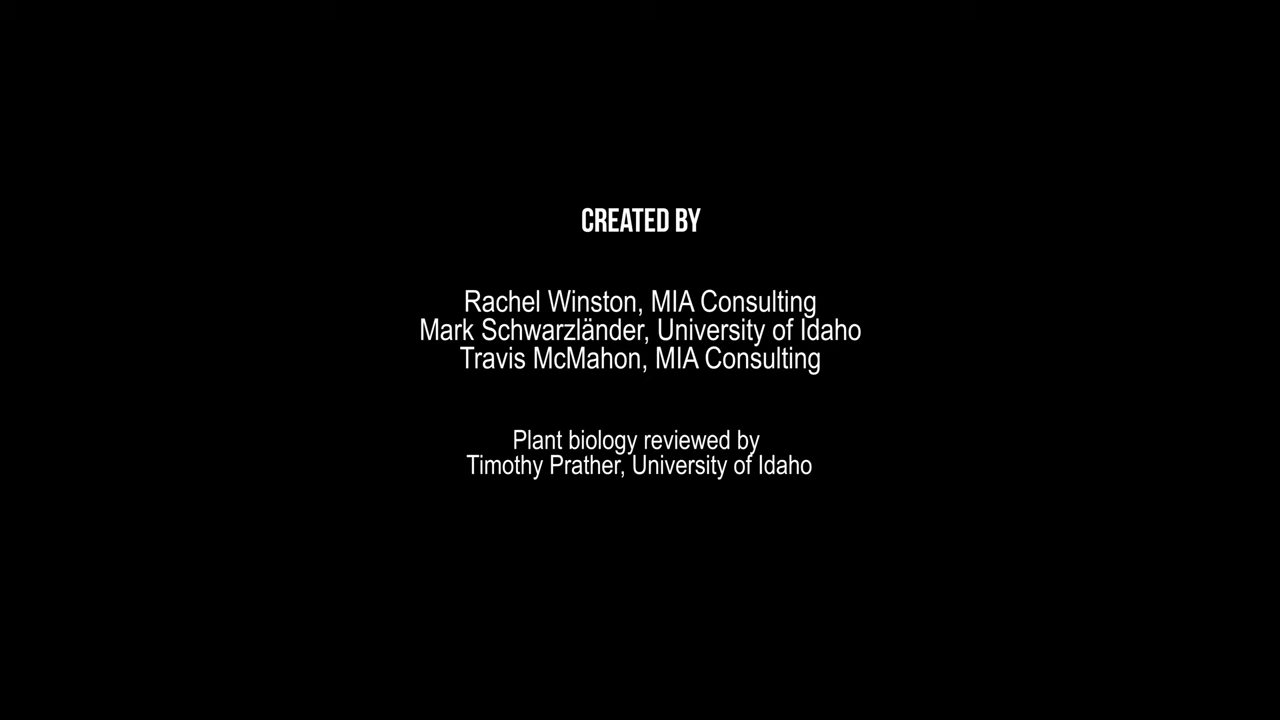 CREATED BY
Rachel Winston, MIA Consulting
Mark Schwarzländer, University of Idaho
Travis McMahon, MIA Consulting
Plant biology reviewed by
Timothy Prather, University of Idaho